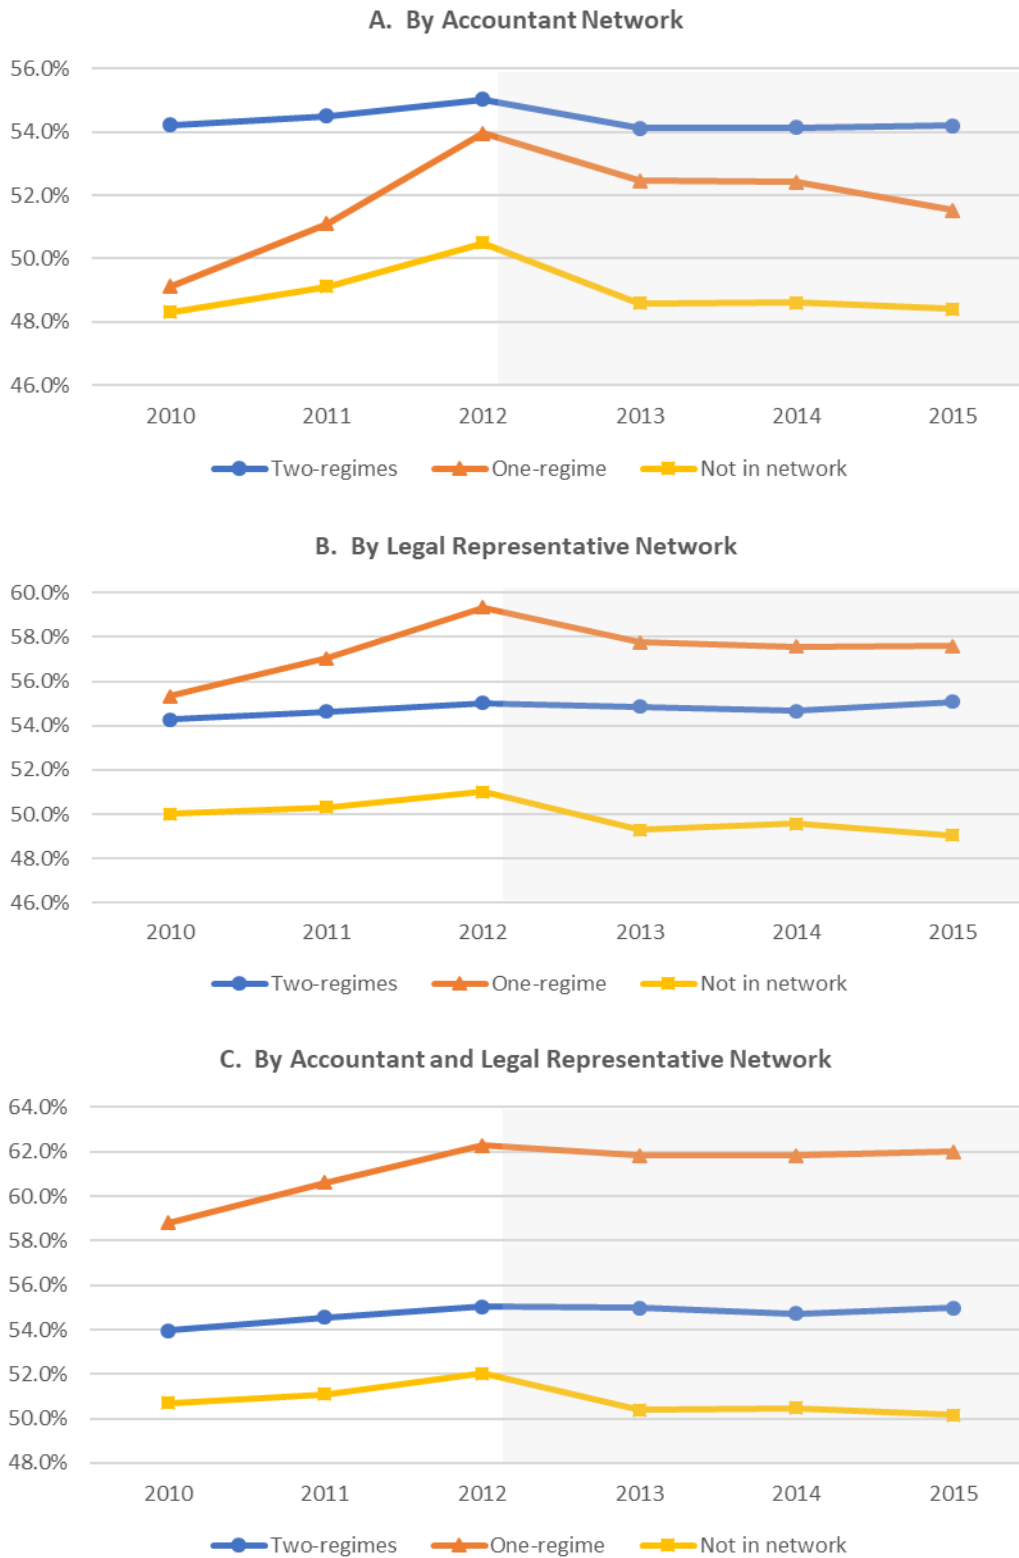 A. By Accountant Network
56.0%
54.0%
52.0%
50.0%
48.0%
46.0%
2010 2011 2012 2013 2014 2015
Two-regimes One-regime Not in network
B. By Legal Representative Network
60.0%
58.0%
56.0%
54.0%
52.0%
50.0%
48.0%
46.0%
2010 2011 2012 2013 2014 2015
Two-regimes One-regime Not in network
C. By Accountant and Legal Representative Network
64.0%
62.0%
60.0%
58.0%
56.0%
54.0%
52.0%
50.0%
48.0%
2010 2011 2012 2013 2014 2015
Two-regimes One-regime Not in network